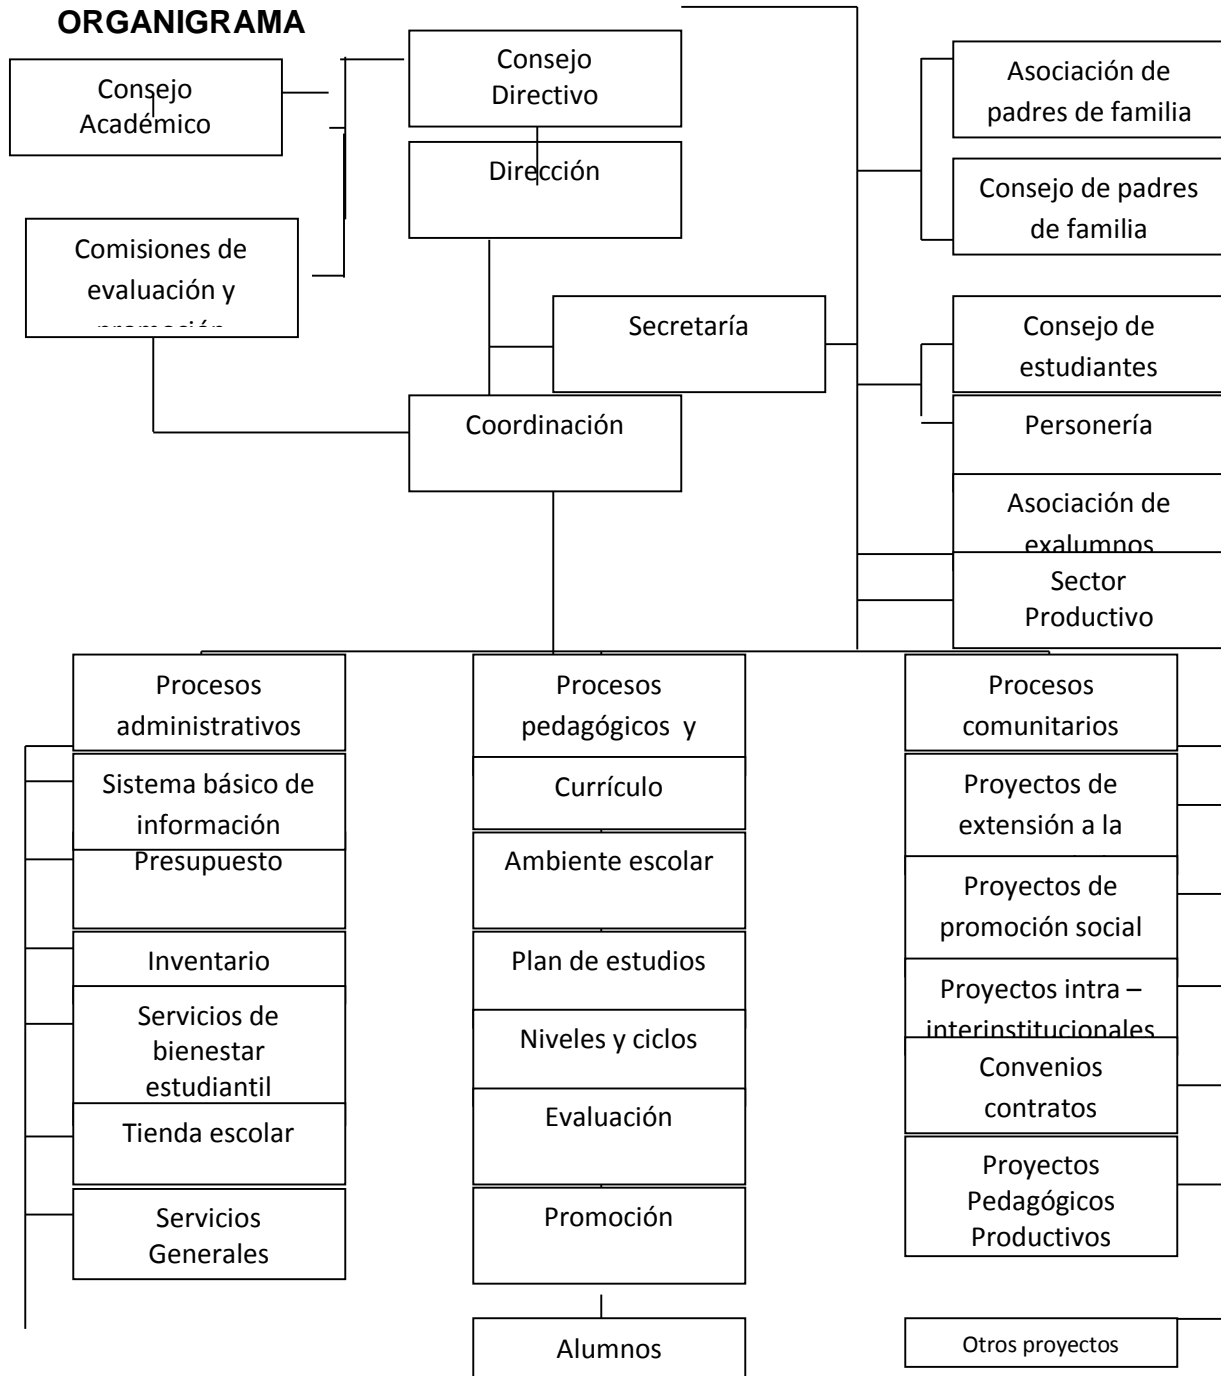 ORGANIGRAMA
Consejo
Académico
Consejo
Directivo
Dirección
Comisiones de
evaluación y
Secretaría
Coordinación
Asociación de
padres de familia
Consejo de padres
de familia
Consejo de
estudiantes
Personería
Asociación de
exalumnos
Sector
Productivo
Procesos
administrativos
Sistema básico de
información
Presupuesto
Inventario
Servicios de
bienestar
estudiantil
Tienda escolar
Servicios
Generales
Procesos
pedagógicos y
Currículo
Ambiente escolar
Plan de estudios
Niveles y ciclos
Evaluación
Promoción
Alumnos
Procesos
comunitarios
Proyectos de
extensión a la
Proyectos de
promoción social
Proyectos intra –
interinstitucionales
Convenios
contratos
Proyectos
Pedagógicos
Productivos
Otros proyectos